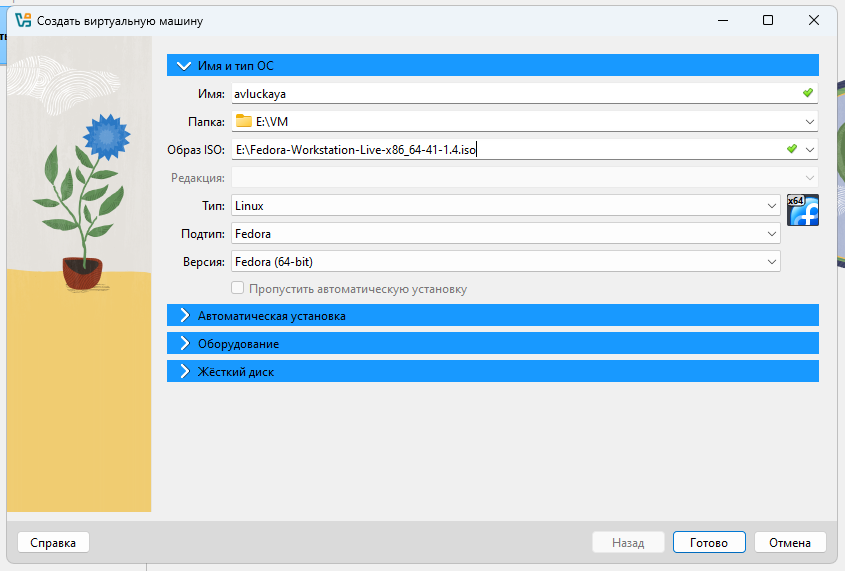 Создать виртуальную машину
Имя и тип ОС
Имя: avluckaya
Папка: E:\VM
Образ ISO: E:\Fedora-Workstation-Live-x86_64-41-1.4.iso
Редакция:
Тип: Linux
x64
Подтип: Fedora
Версия: Fedora (64-bit)
Пропустить автоматическую установку
Автоматическая установка
Оборудование
Жёсткий диск
Справка Назад Готово Отмена